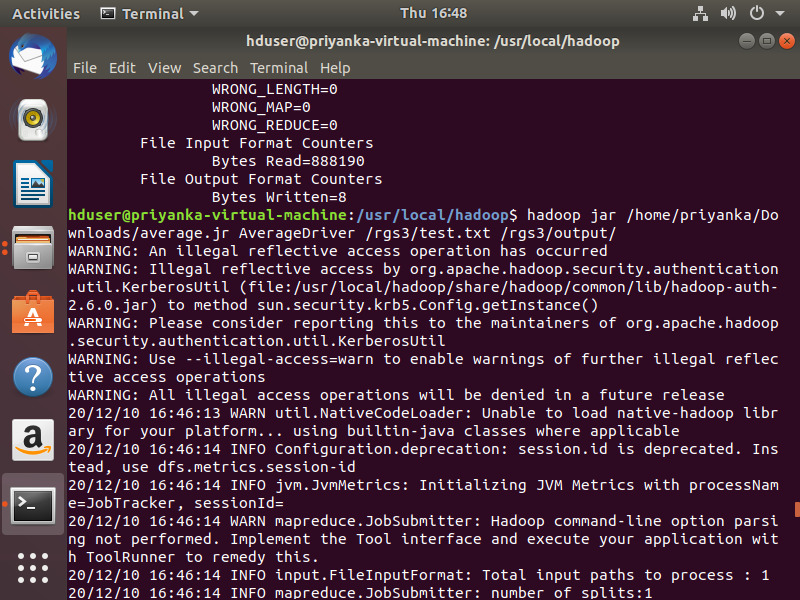 Activities Terminal Thu 16:48
hduser@priyanka-virtual-machine: /usr/local/hadoop
File Edit View Search Terminal Help
WRONG_LENGTH=0
WRONG_MAP=0
WRONG_REDUCE=0
File Input Format Counters
Bytes Read=888190
File Output Format Counters
Bytes Written=8
hduser@priyanka-virtual-machine:/usr/local/hadoop$ hadoop jar /home/priyanka/Do
wnloads/average.jr AverageDriver /rgs3/test.txt /rgs3/output/
WARNING: An illegal reflective access operation has occurred
WARNING: Illegal reflective access by org.apache.hadoop.security.authentication
.util.KerberosUtil (file:/usr/local/hadoop/share/hadoop/common/lib/hadoop-auth-
2.6.0.jar) to method sun.security.krb5.Config.getInstance()
WARNING: Please consider reporting this to the maintainers of org.apache.hadoop
.security.authentication.util.KerberosUtil
WARNING: Use --illegal-access=warn to enable warnings of further illegal reflec
tive access operations
WARNING: All illegal access operations will be denied in a future release
20/12/10 16:46:13 WARN util.NativeCodeLoader: Unable to load native-hadoop libr
ary for your platform... using builtin-java classes where applicable
20/12/10 16:46:14 INFO Configuration.deprecation: session.id is deprecated. Ins
tead, use dfs.metrics.session-id
20/12/10 16:46:14 INFO jvm.JvmMetrics: Initializing JVM Metrics with processNam
e=JobTracker, sessionId=
20/12/10 16:46:14 WARN mapreduce.JobSubmitter: Hadoop command-line option parsi
ng not performed. Implement the Tool interface and execute your application wit
h ToolRunner to remedy this.
20/12/10 16:46:14 INFO input.FileInputFormat: Total input paths to process : 1
20/12/10 16:46:14 INFO mapreduce.JobSubmitter: number of splits:1